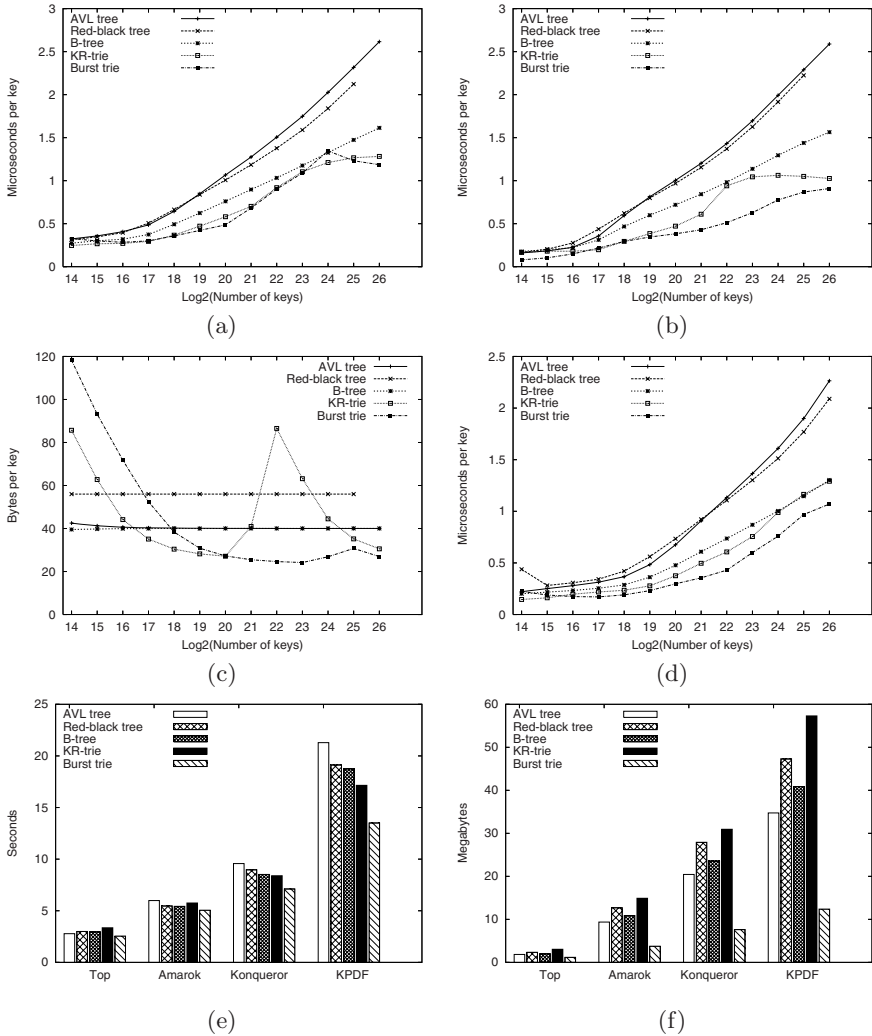 3
2.5
2
1.5
1
0.5
0
Microseconds per key
AVL tree
Red-black tree
B-tree
KR-trie
Burst trie
14 15 16 17 18 19 20 21 22 23 24 25 26
Log2(Number of keys)
(a)
3
2.5
2
1.5
1
0.5
0
Microseconds per key
AVL tree
Red-black tree
B-tree
KR-trie
Burst trie
14 15 16 17 18 19 20 21 22 23 24 25 26
Log2(Number of keys)
(b)
120
100
80
60
40
20
0
Bytes per key
AVL tree
Red-black tree
B-tree
KR-trie
Burst trie
14 15 16 17 18 19 20 21 22 23 24 25 26
Log2(Number of keys)
(c)
2.5
2
1.5
1
0.5
0
Microseconds per key
AVL tree
Red-black tree
B-tree
KR-trie
Burst trie
14 15 16 17 18 19 20 21 22 23 24 25 26
Log2(Number of keys)
(d)
25
20
15
10
5
0
Seconds
AVL tree
Red-black tree
B-tree
KR-trie
Burst trie
Top Amarok Konqueror KPDF
(e)
60
50
40
30
20
10
0
Megabytes
AVL tree
Red-black tree
B-tree
KR-trie
Burst trie
Top Amarok Konqueror KPDF
(f)